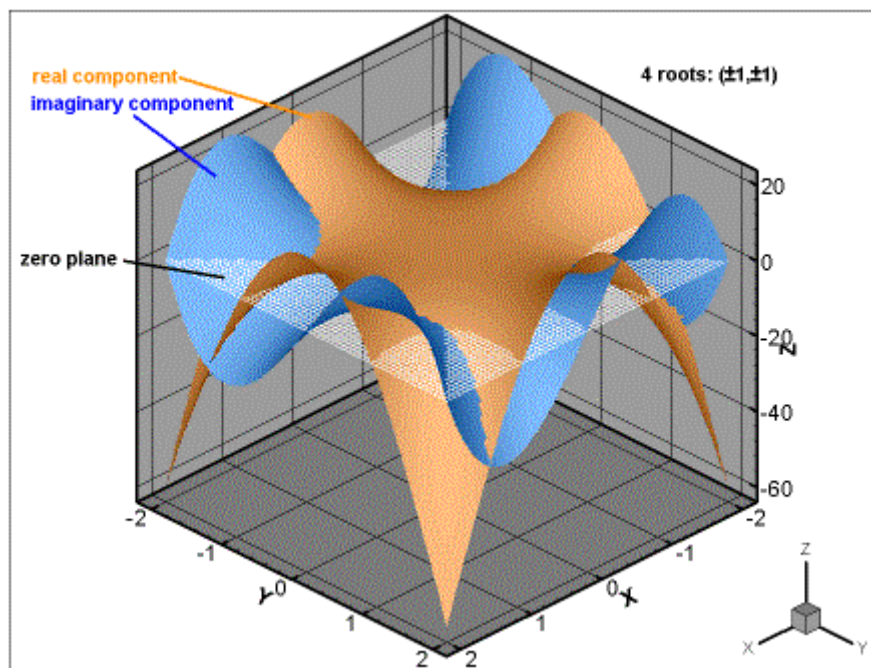 real component
imaginary component
4 roots: (±1,±1)
zero plane
20
0
-20
Z
-40
-60
-2
-1
Y
0
1
2
2
1
X
0
-1
-2
Z
X
Y